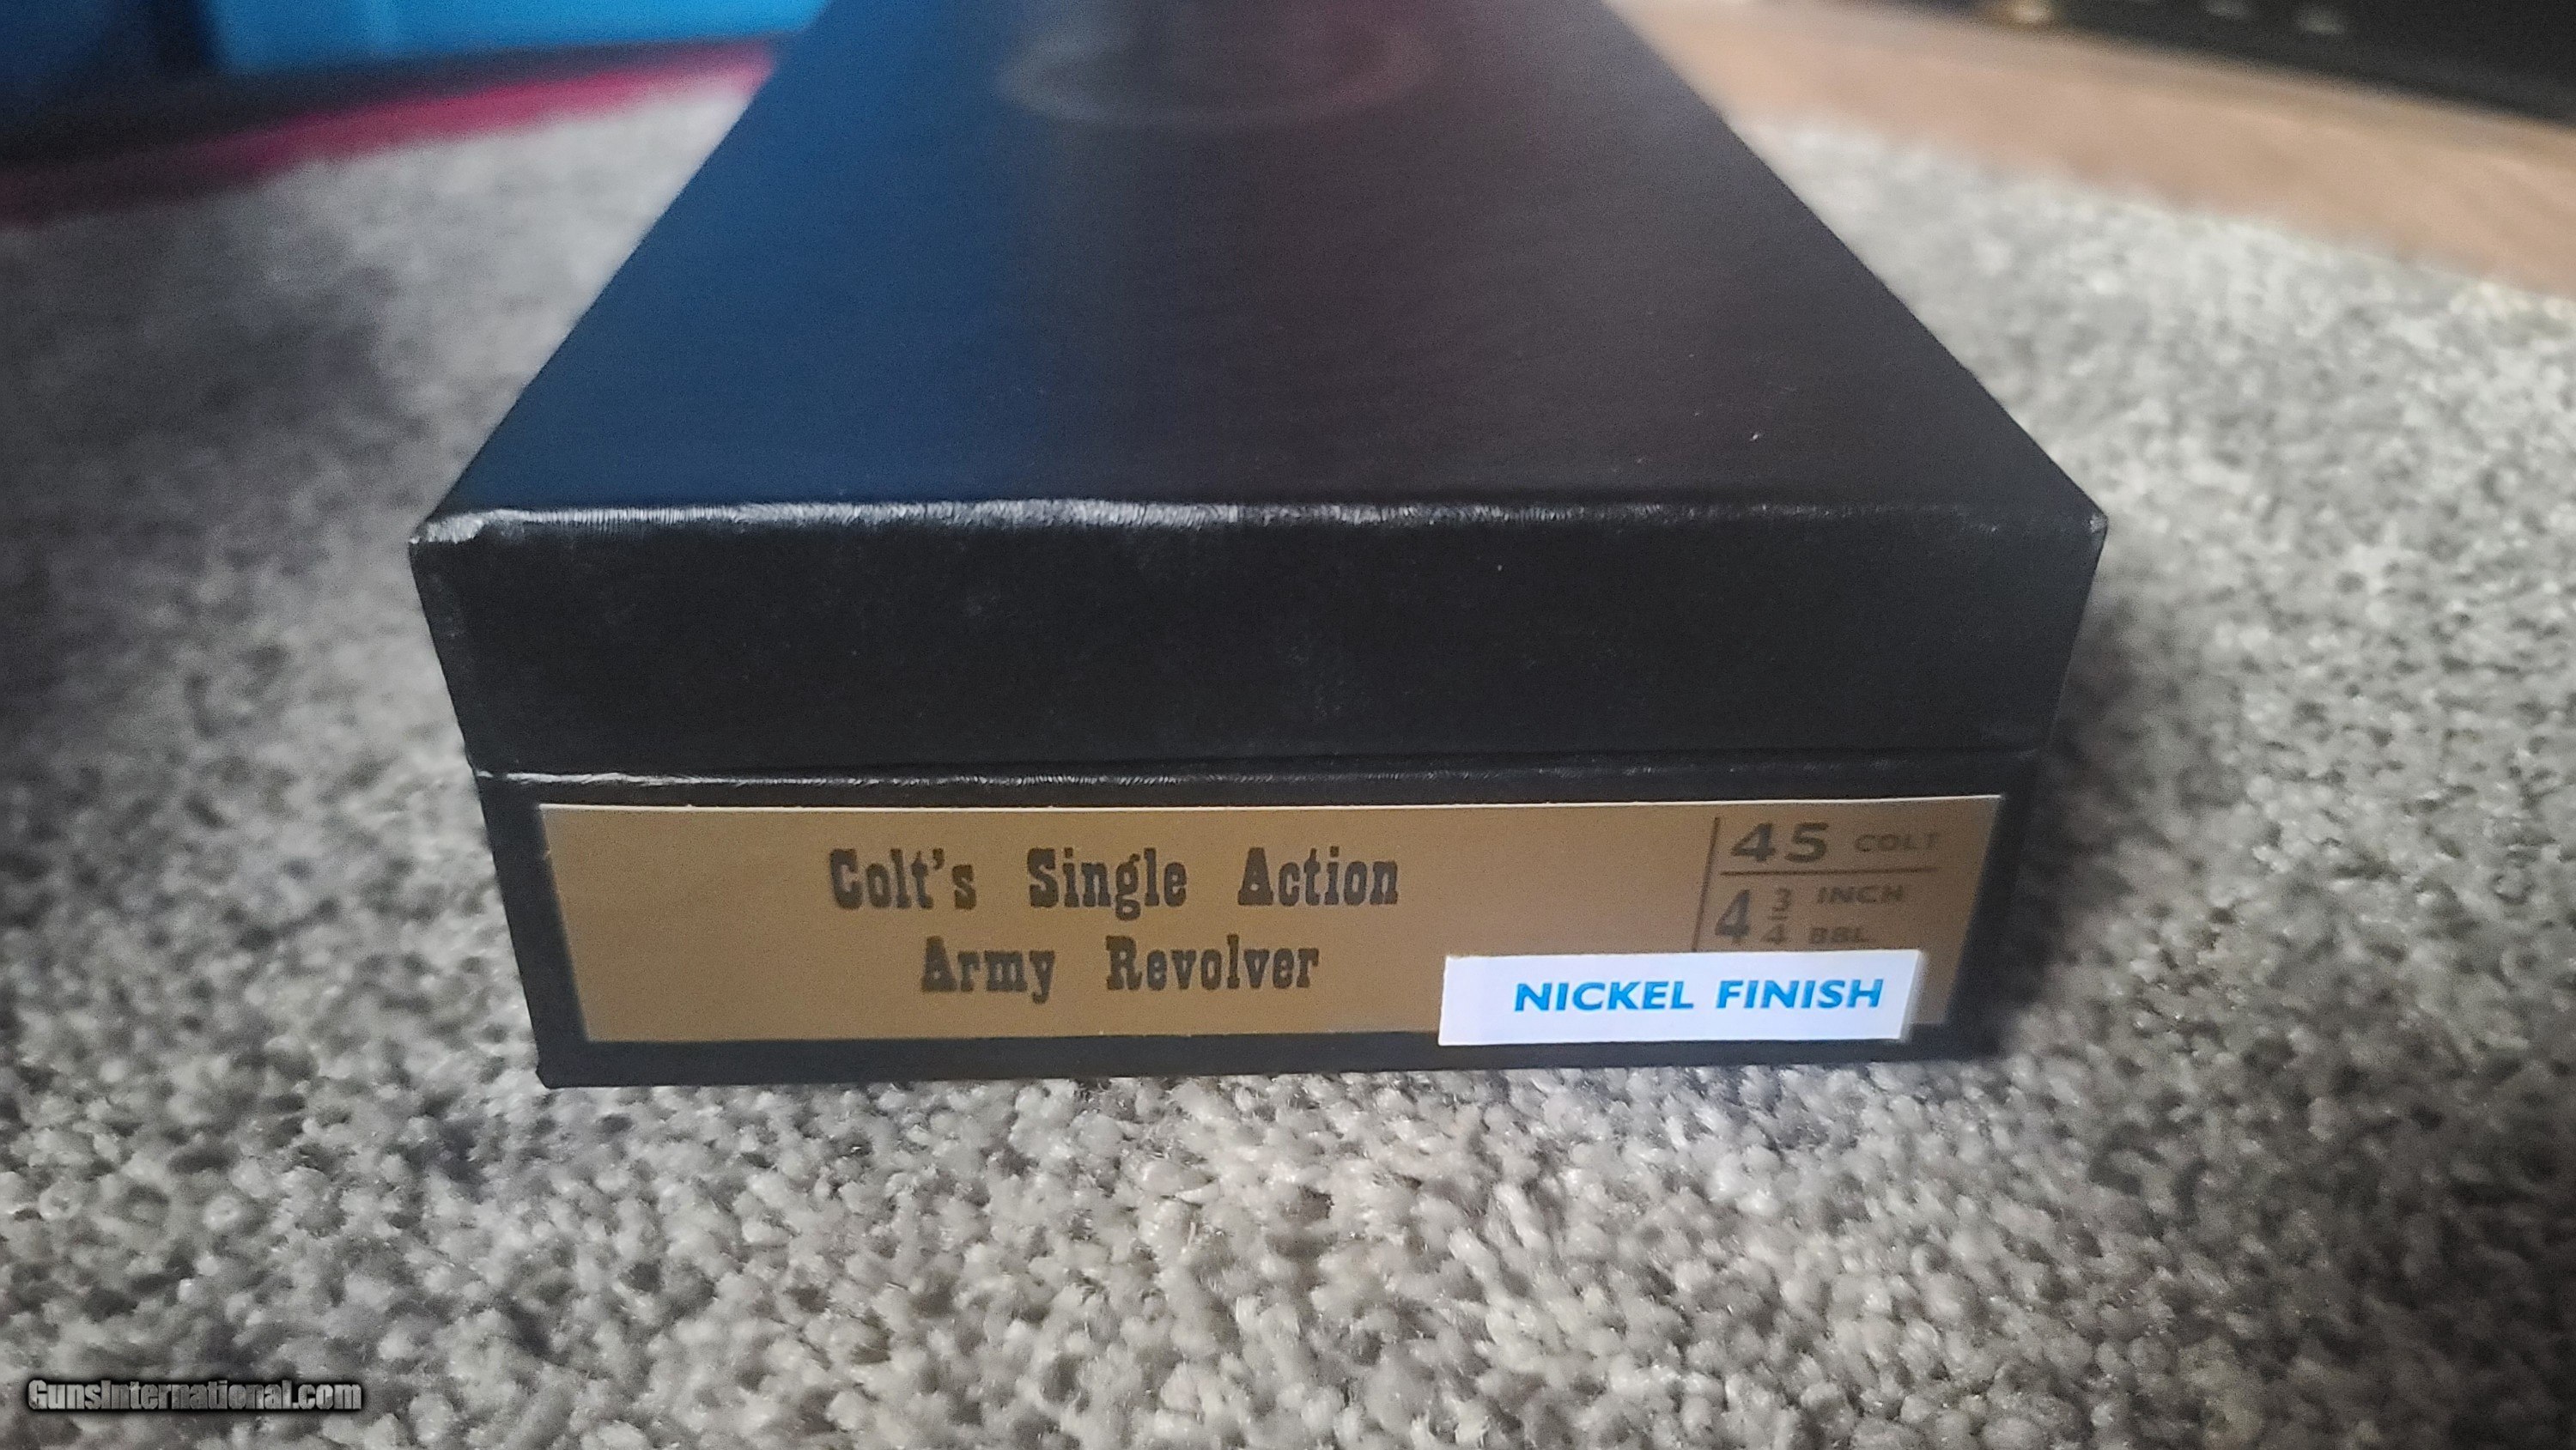 Colt's Single Action
Army Revolver
45 COLT
4 3/4 INCH
BBL
NICKEL FINISH
GunsInternational.com